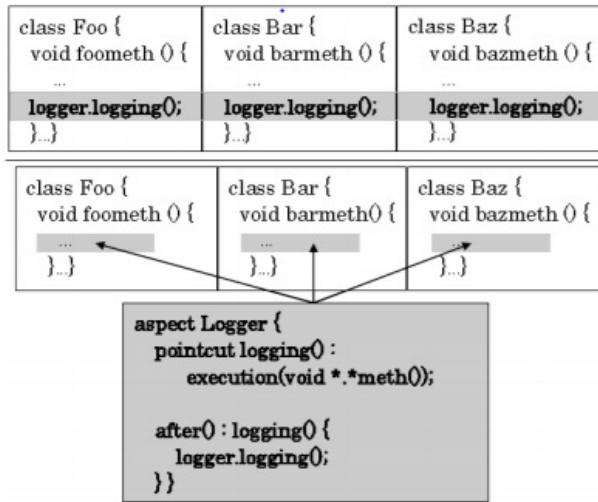 class Foo {
void foometh () {
...
logger.logging();
}...}
class Bar {
void barmeth () {
...
logger.logging();
}...}
class Baz {
void bazmeth () {
...
logger.logging();
}...}
class Foo {
void foometh () {
...
}...}
class Bar {
void barmeth() {
...
}...}
class Baz {
void bazmeth () {
...
}...}
aspect Logger {
pointcut logging() :
execution(void *.*meth());
after() : logging() {
logger.logging();
} }